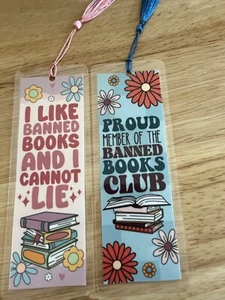 I LIKE
BANNED
BOOKS
AND I
CANNOT
LIE
PROUD
MEMBER OF THE
BANNED
BOOKS
CLUB